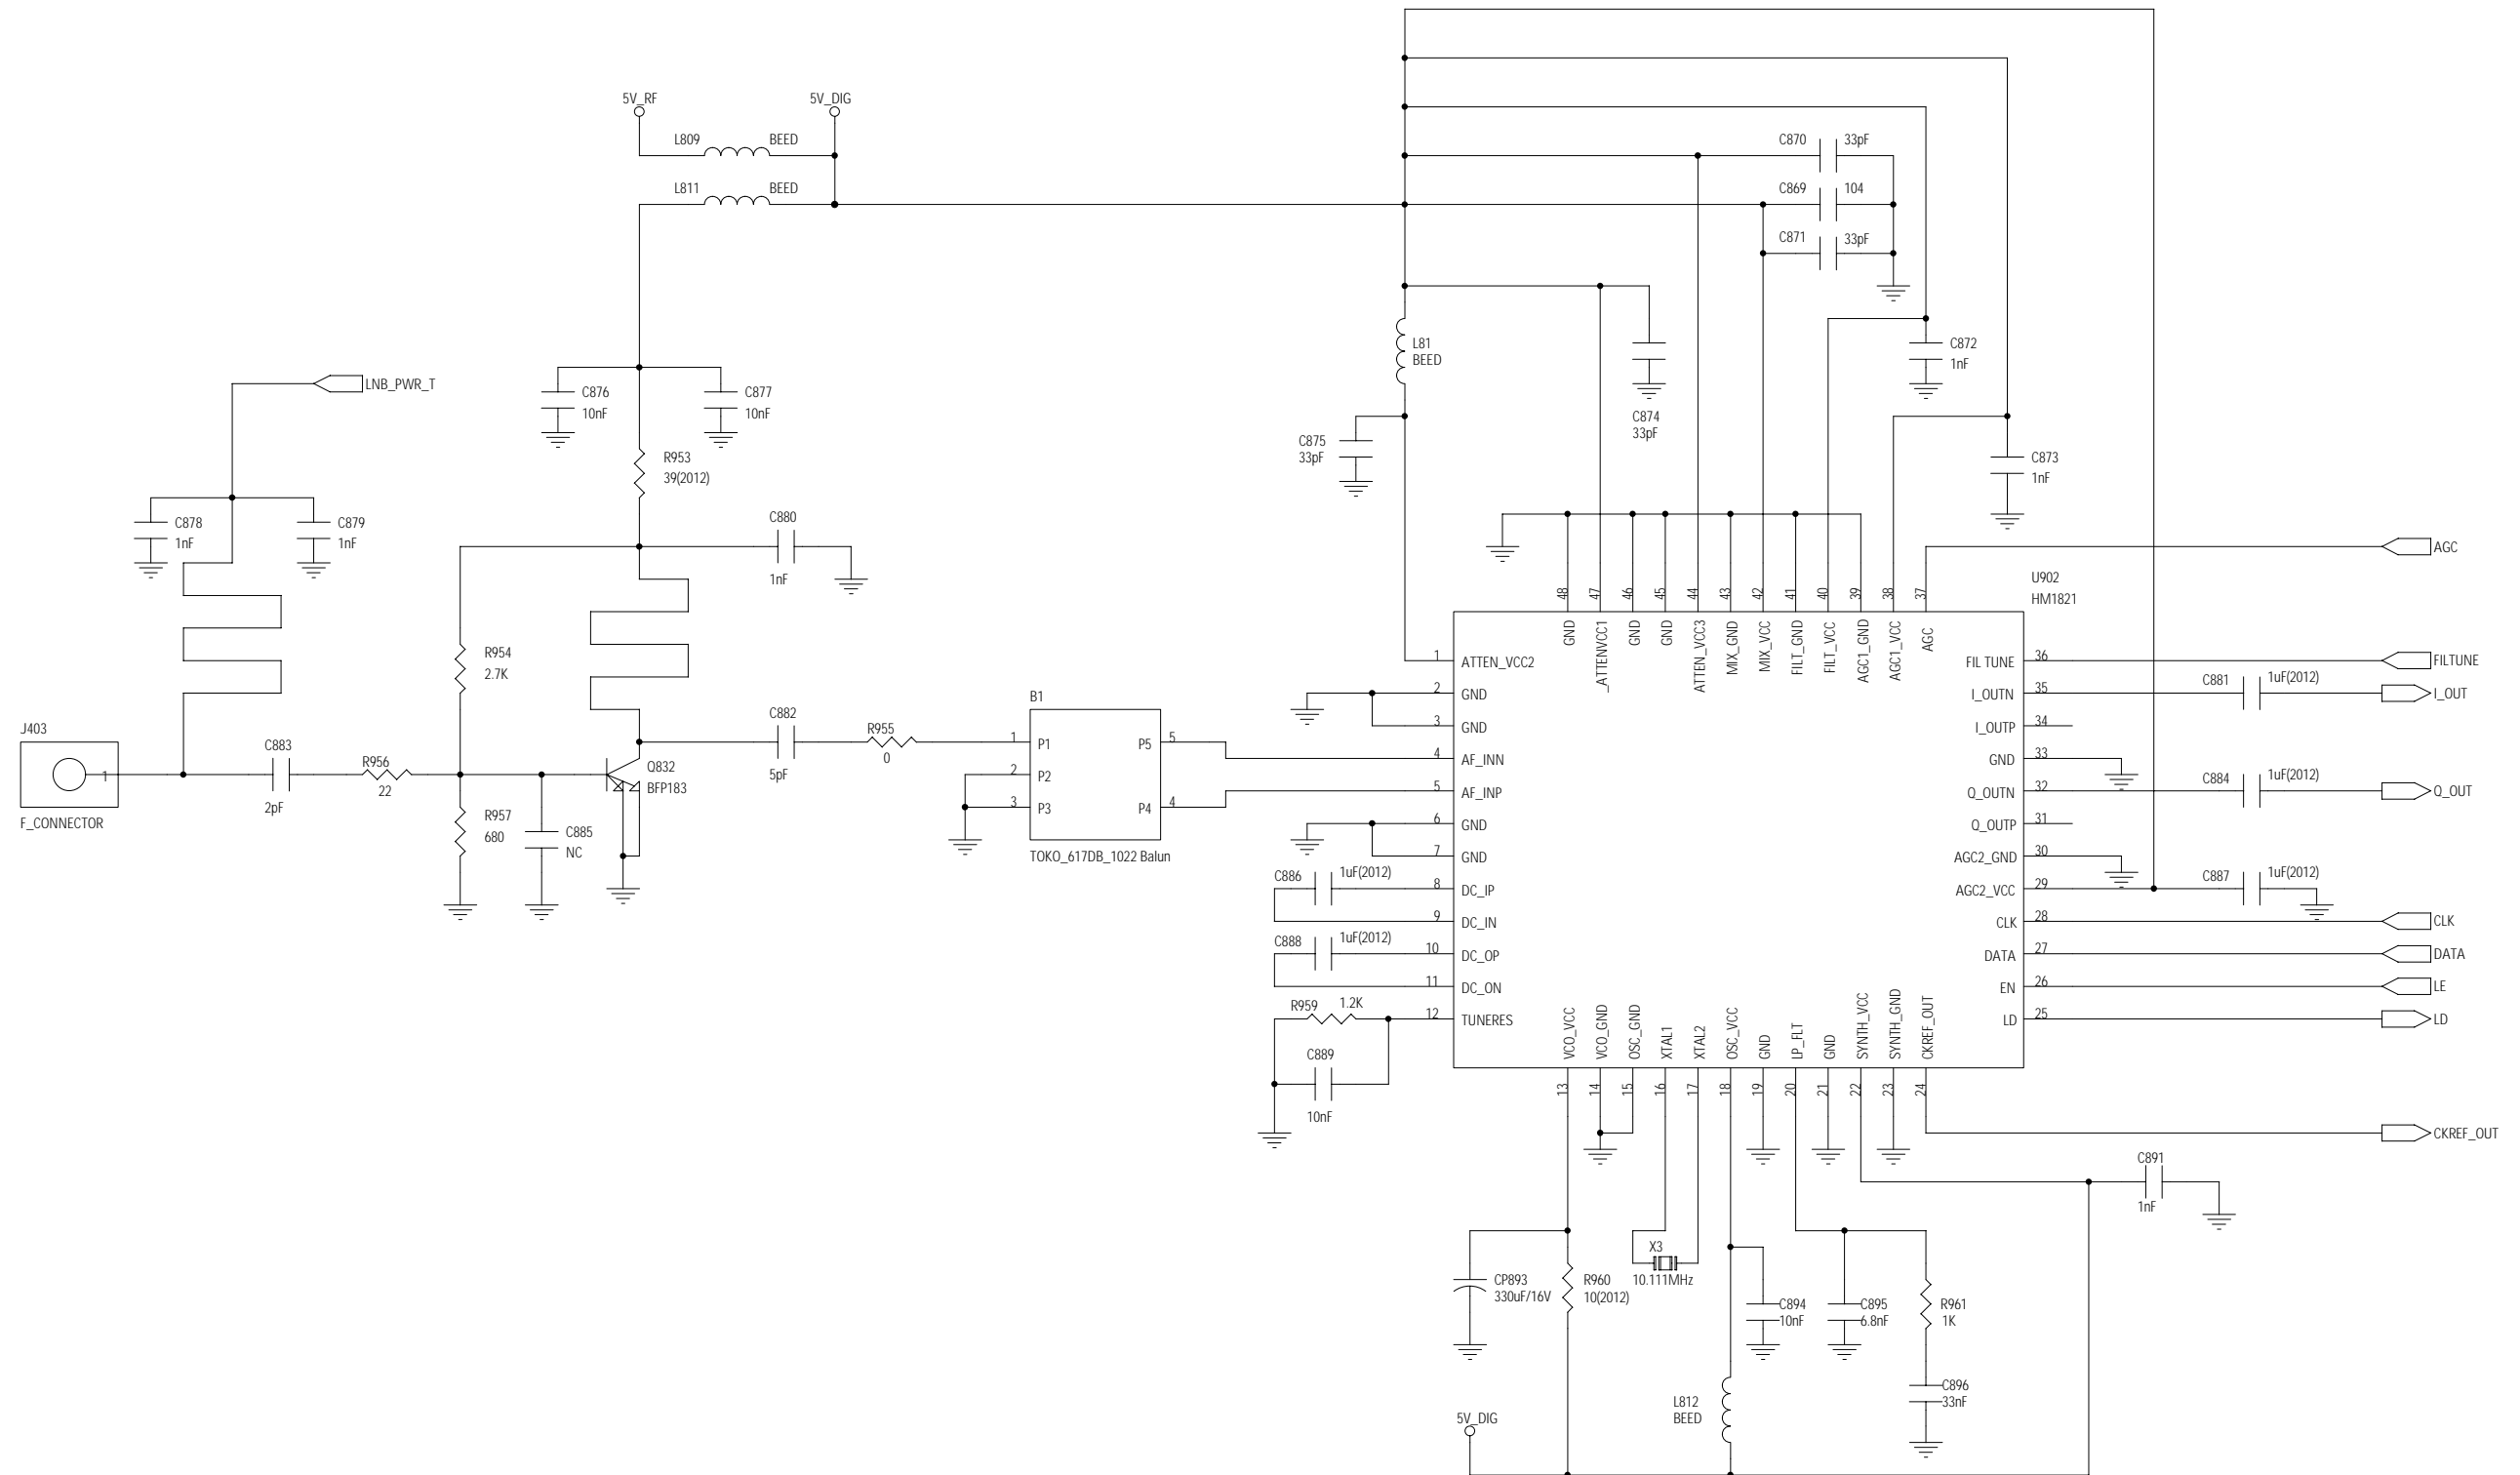 5V_RF
5V_DIG
L809
BEED
L811
BEED
C870
33pF
C869
104
C871
33pF
L81
BEED
C872
1nF
LNB_PWR_T
C876
10nF
C877
10nF
C874
33pF
C875
33pF
R953
39(2012)
C873
1nF
C878
1nF
C879
1nF
C880
1nF
AGC
U902
HM1821
48
47
46
45
44
43
42
41
40
39
38
37
GND
_ATTENVCC1
GND
GND
ATTEN_VCC3
MIX_GND
MIX_VCC
FILT_GND
FILT_VCC
AGC1_GND
AGC1_VCC
AGC
R954
2.7K
1 ATTEN_VCC2
2 GND
3 GND
4 AF_INN
5 AF_INP
6 GND
7 GND
8 DC_IP
9 DC_IN
10 DC_OP
11 DC_ON
12 TUNERES
FIL TUNE 36
I_OUTN 35
I_OUTP 34
GND 33
Q_OUTN 32
Q_OUTP 31
AGC2_GND 30
AGC2_VCC 29
CLK 28
DATA 27
EN 26
LD 25
FILTUNE
C881
1uF(2012)
I_OUT
C884
1uF(2012)
Q_OUT
C887
1uF(2012)
CLK
DATA
LE
LD
B1
1 P1
2 P2
3 P3
P5 5
P4 4
TOKO_617DB_1022 Balun
J403
1
F_CONNECTOR
C883
2pF
R956
22
C882
5pF
R955
0
Q832
BFP183
R957
680
C885
NC
C886
1uF(2012)
C888
1uF(2012)
R959
1.2K
C889
10nF
VCO_VCC
VCO_GND
OSC_GND
XTAL1
XTAL2
OSC_VCC
GND
LP_FLT
GND
SYNTH_VCC
SYNTH_GND
CKREF_OUT
13
14
15
16
17
18
19
20
21
22
23
24
CKREF_OUT
C891
1nF
X3
10.111MHz
CP893
330uF/16V
R960
10(2012)
C894
10nF
C895
6.8nF
R961
1K
C896
33nF
L812
BEED
5V_DIG